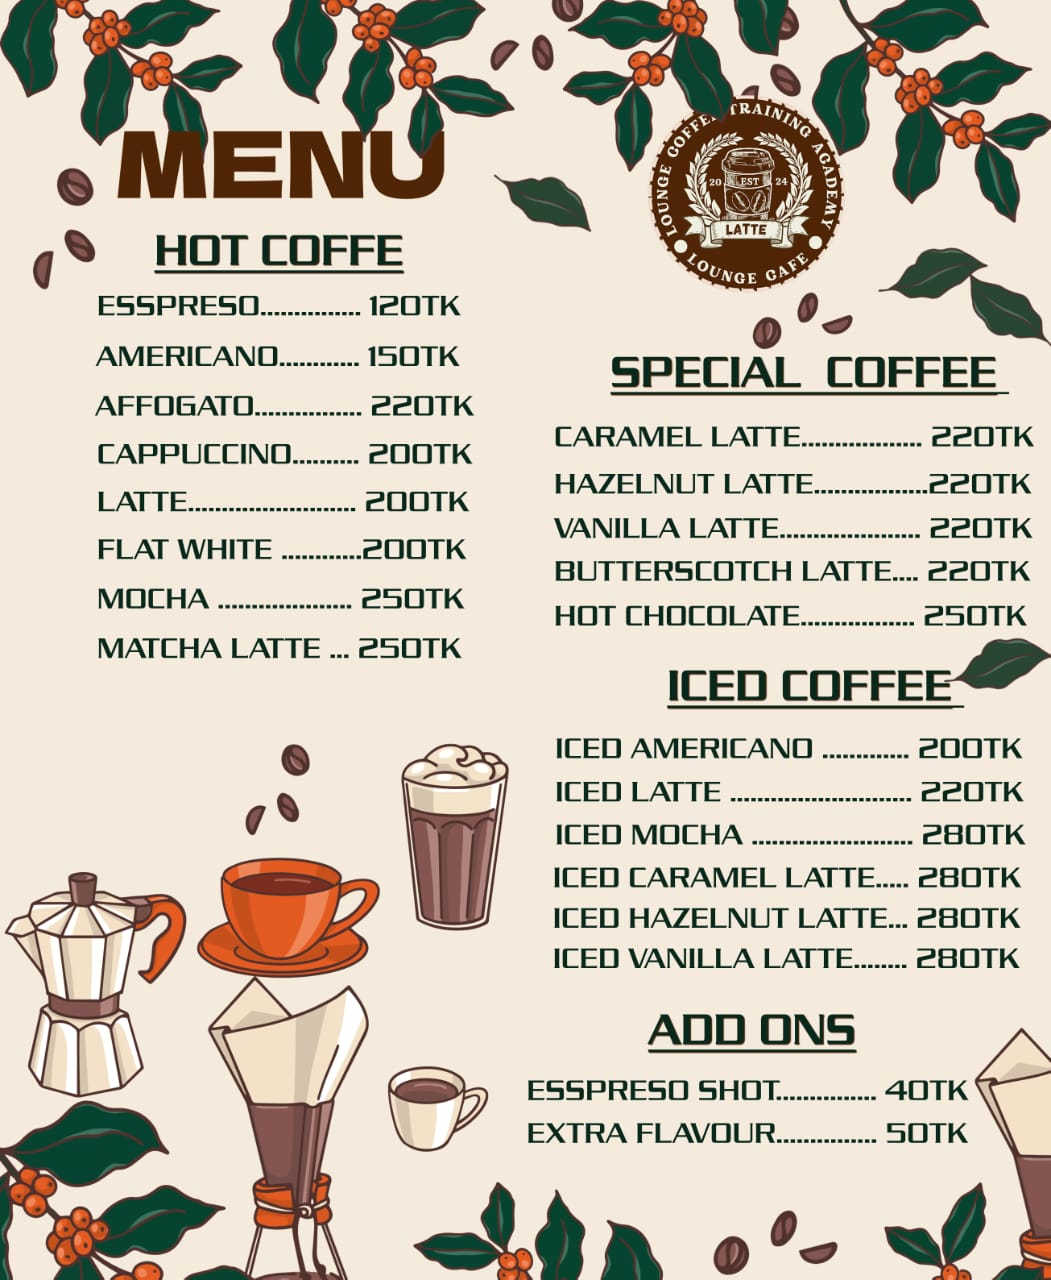 MENU
LOUNGE COFFEE TRAINING ACADEMY
20 EST 24
LATTE
LOUNGE GAFE
HOT COFFE
ESSPRESO............... 120TK
AMERICANO............ 150TK
AFFOGATO................ 220TK
CAPPUCCINO.......... 200TK
LATTE......................... 200TK
FLAT WHITE ............200TK
MOCHA .................... 250TK
MATCHA LATTE ... 250TK
SPECIAL COFFEE
CARAMEL LATTE.................. 220TK
HAZELNUT LATTE.................220TK
VANILLA LATTE..................... 220TK
BUTTERSCOTCH LATTE.... 220TK
HOT CHOCOLATE................. 250TK
ICED COFFEE
ICED AMERICANO ............. 200TK
ICED LATTE ........................... 220TK
ICED MOCHA ........................ 280TK
ICED CARAMEL LATTE..... 280TK
ICED HAZELNUT LATTE... 280TK
ICED VANILLA LATTE........ 280TK
ADD ONS
ESSPRESO SHOT............... 40TK
EXTRA FLAVOUR............... 50TK